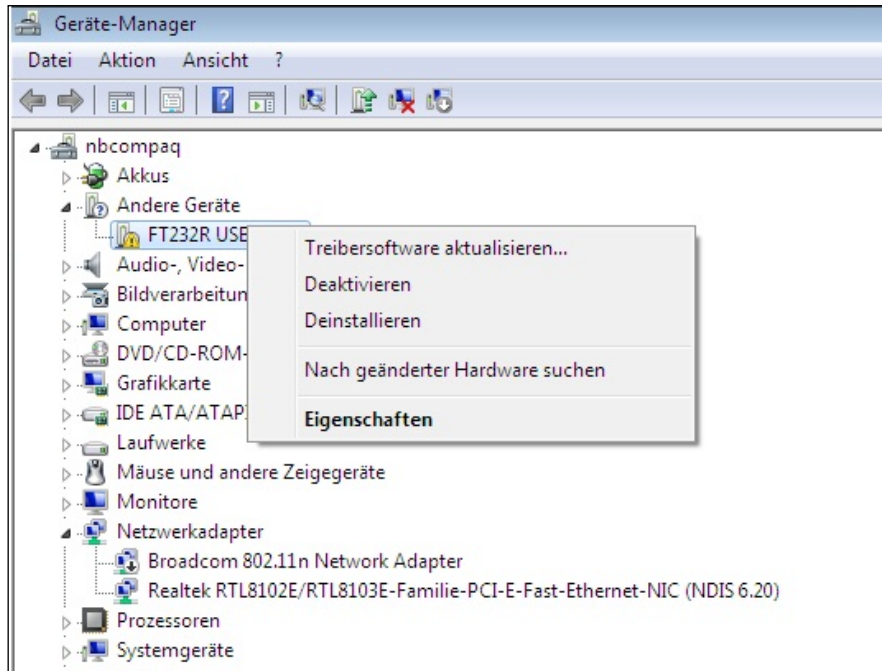 Geräte-Manager
Datei Aktion Ansicht ?
nbcompaq
Akkus
Andere Geräte
FT232R USB
Treibersoftware aktualisieren...
Audio-, Video-
Deaktivieren
Bildverarbeitun
Computer
Deinstallieren
DVD/CD-ROM-
Nach geänderter Hardware suchen
Grafikkarte
IDE ATA/ATAPI
Eigenschaften
Laufwerke
Mäuse und andere Zeigegeräte
Monitore
Netzwerkadapter
Broadcom 802.11n Network Adapter
Realtek RTL8102E/RTL8103E-Familie-PCI-E-Fast-Ethernet-NIC (NDIS 6.20)
Prozessoren
Systemgeräte